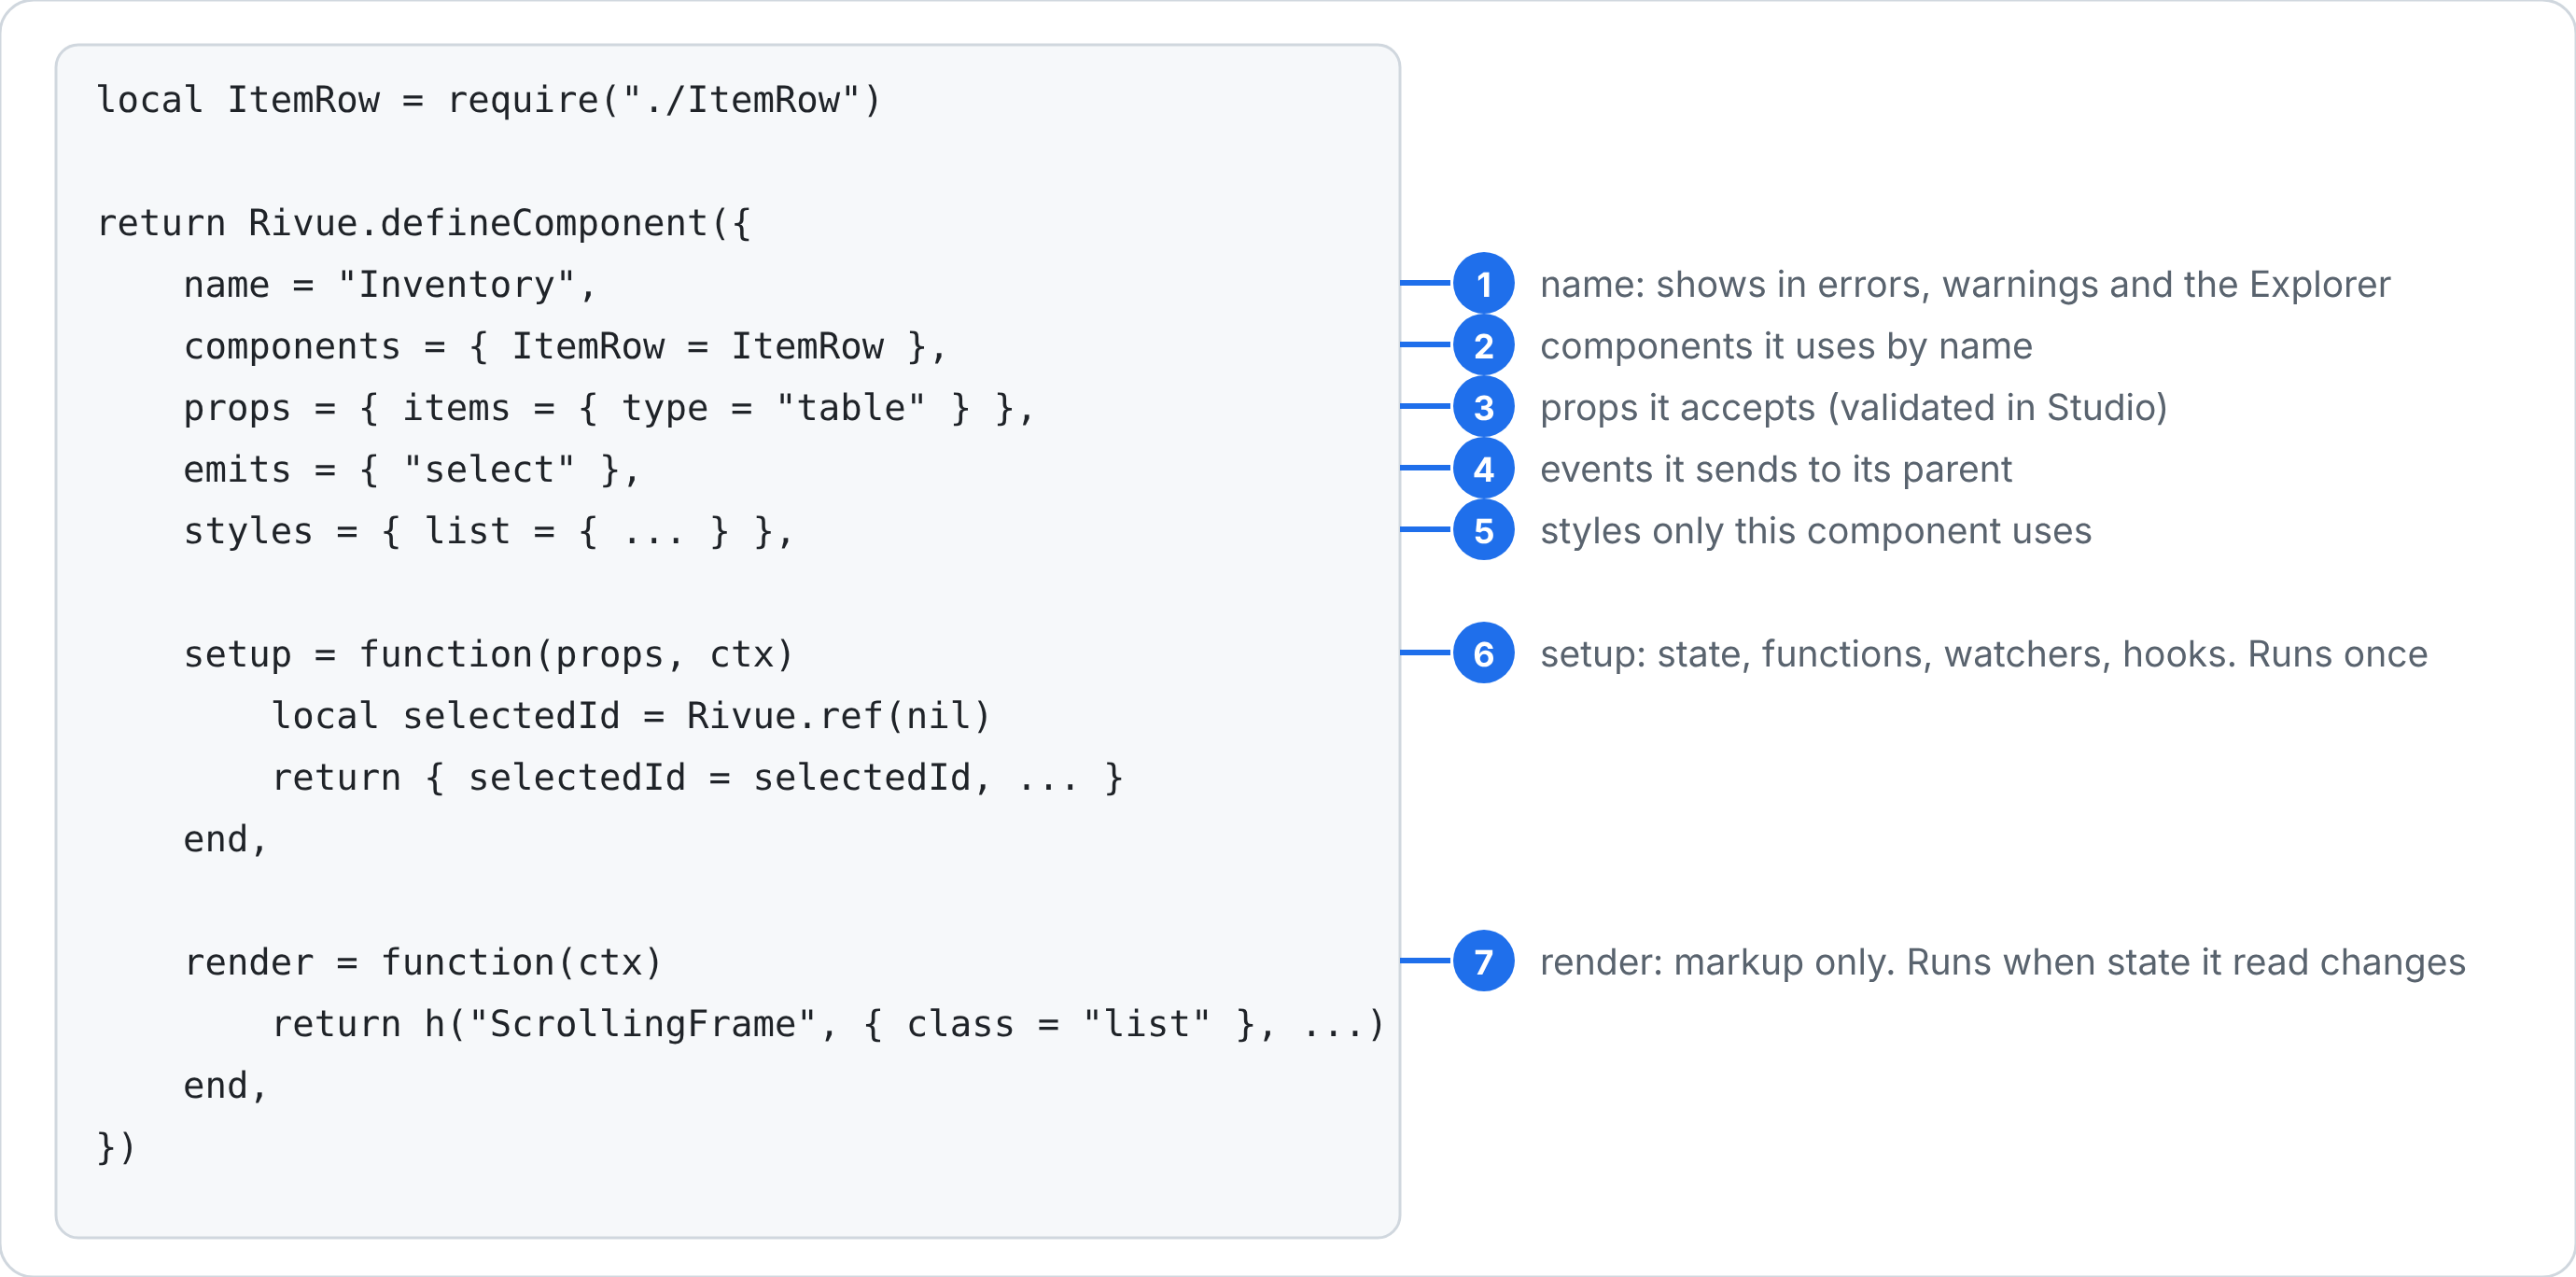 local ItemRow = require("./ItemRow")
return Rivue.defineComponent({
name = "Inventory",
1 name: shows in errors, warnings and the Explorer
components = { ItemRow = ItemRow },
2 components it uses by name
props = { items = { type = "table" } },
3 props it accepts (validated in Studio)
emits = { "select" },
4 events it sends to its parent
styles = { list = { ... } },
5 styles only this component uses
setup = function(props, ctx)
6 setup: state, functions, watchers, hooks. Runs once
local selectedId = Rivue.ref(nil)
return { selectedId = selectedId, ... }
end,
render = function(ctx)
7 render: markup only. Runs when state it read changes
return h("ScrollingFrame", { class = "list" }, ...)
end,
})